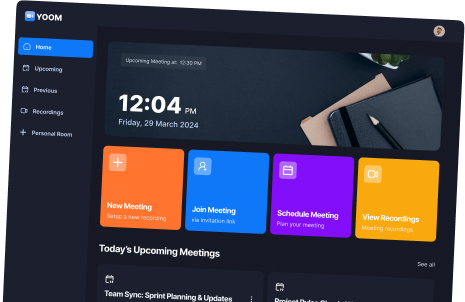 YOOM
Home
Upcoming
Previous
Recordings
Personal Room
Upcoming Meeting at: 12:30 PM
12:04 PM
Friday, 29 March 2024
New Meeting
Setup a new recording
Join Meeting
via invitation link
Schedule Meeting
Plan your meeting
View Recordings
Meeting recordings
Today's Upcoming Meetings
See all
Team Sync: Sprint Planning & Updates